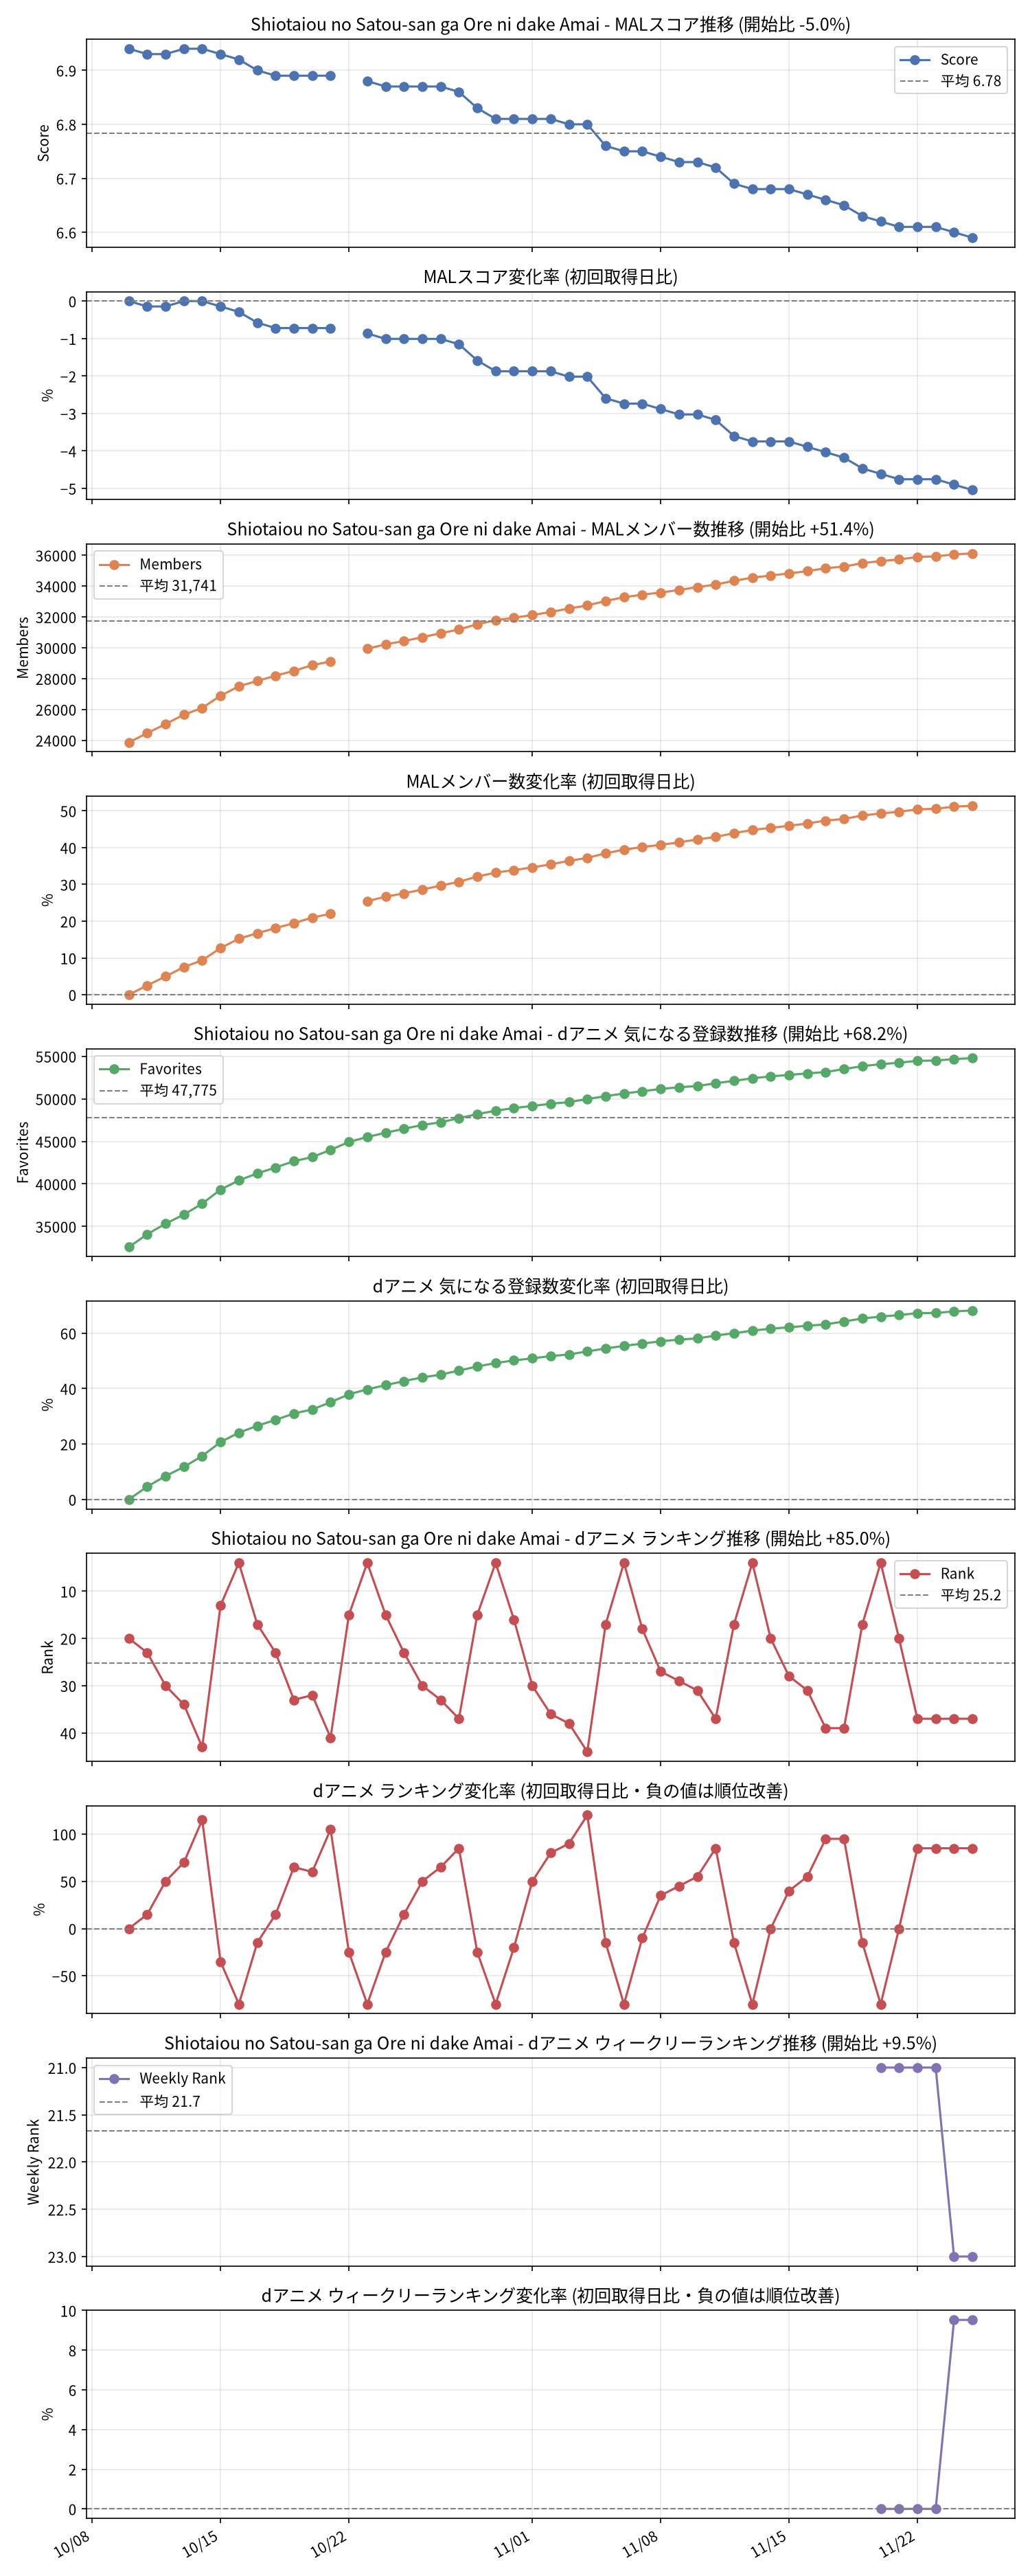 Shiotaiou no Satou-san ga Ore ni dake Amai - MALスコア推移 (開始比 -5.0%)
Score
平均 6.78
Score
6.9
6.8
6.7
6.6
MALスコア変化率 (初回取得日比)
%
0
−1
−2
−3
−4
−5
Shiotaiou no Satou-san ga Ore ni dake Amai - MALメンバー数推移 (開始比 +51.4%)
Members
平均 31,741
Members
36000
34000
32000
30000
28000
26000
24000
MALメンバー数変化率 (初回取得日比)
%
50
40
30
20
10
0
Shiotaiou no Satou-san ga Ore ni dake Amai - dアニメ 気になる登録数推移 (開始比 +68.2%)
Favorites
平均 47,775
Favorites
55000
50000
45000
40000
35000
dアニメ 気になる登録数変化率 (初回取得日比)
%
60
40
20
0
Shiotaiou no Satou-san ga Ore ni dake Amai - dアニメ ランキング推移 (開始比 +85.0%)
Rank
平均 25.2
Rank
10
20
30
40
dアニメ ランキング変化率 (初回取得日比・負の値は順位改善)
%
100
50
0
−50
Shiotaiou no Satou-san ga Ore ni dake Amai - dアニメ ウィークリーランキング推移 (開始比 +9.5%)
Weekly Rank
平均 21.7
Weekly Rank
21.0
21.5
22.0
22.5
23.0
dアニメ ウィークリーランキング変化率 (初回取得日比・負の値は順位改善)
%
10
8
6
4
2
0
10/08
10/15
10/22
11/01
11/08
11/15
11/22